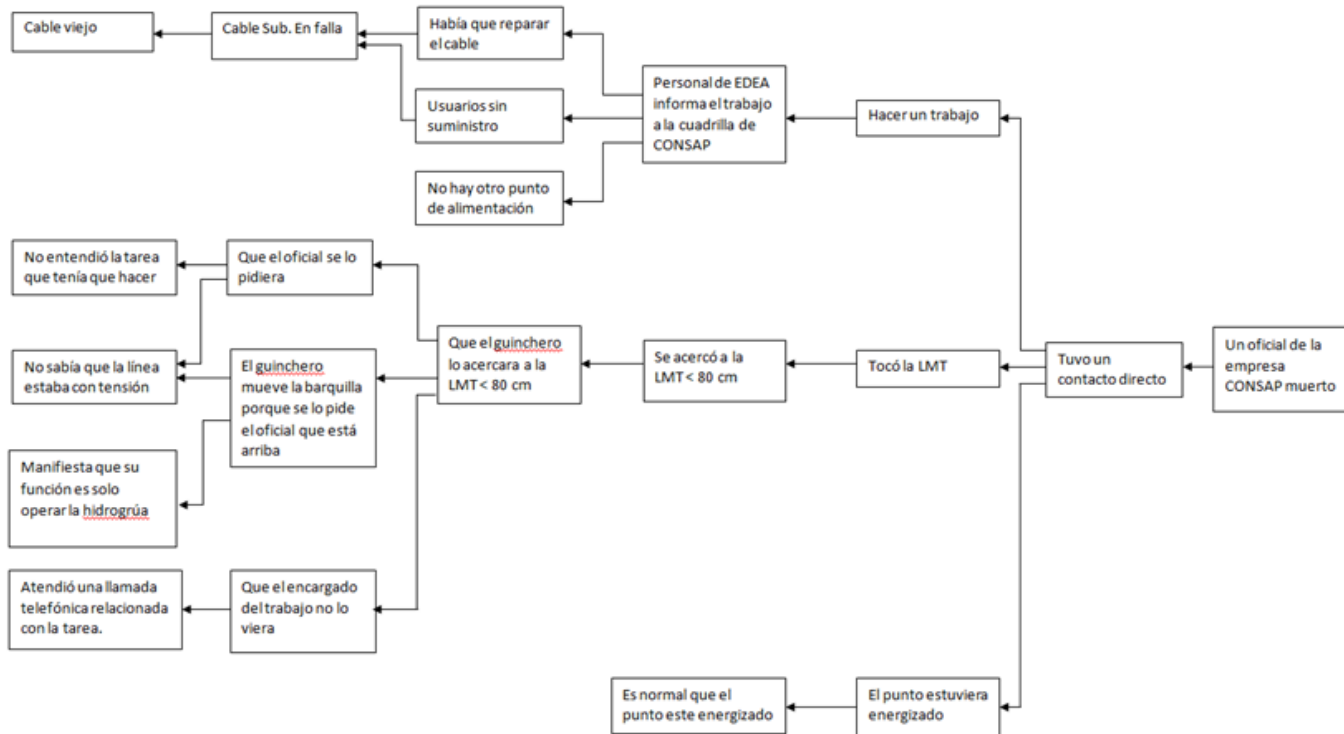 Cable viejo
Cable Sub. En falla
Había que reparar
el cable
Usuarios sin
suministro
No hay otro punto
de alimentación
Personal de EDEA
informa el trabajo
a la cuadrilla de
CONSAP
Hacer un trabajo
No entendió la tarea
que tenía que hacer
Que el oficial se lo
pidiera
No sabía que la línea
estaba con tensión
El guinchero
mueve la barquilla
porque se lo pide
el oficial que está
arriba
Manifiesta que su
función es solo
operar la hidrogrúa
Atendió una llamada
telefónica relacionada
con la tarea.
Que el encargado
del trabajo no lo
viera
Que el guinchero
lo acercara a la
LMT < 80 cm
Se acercó a la
LMT < 80 cm
Tocó la LMT
Tuvo un
contacto directo
Un oficial de la
empresa
CONSAP muerto
Es normal que el
punto este energizado
El punto estuviera
energizado